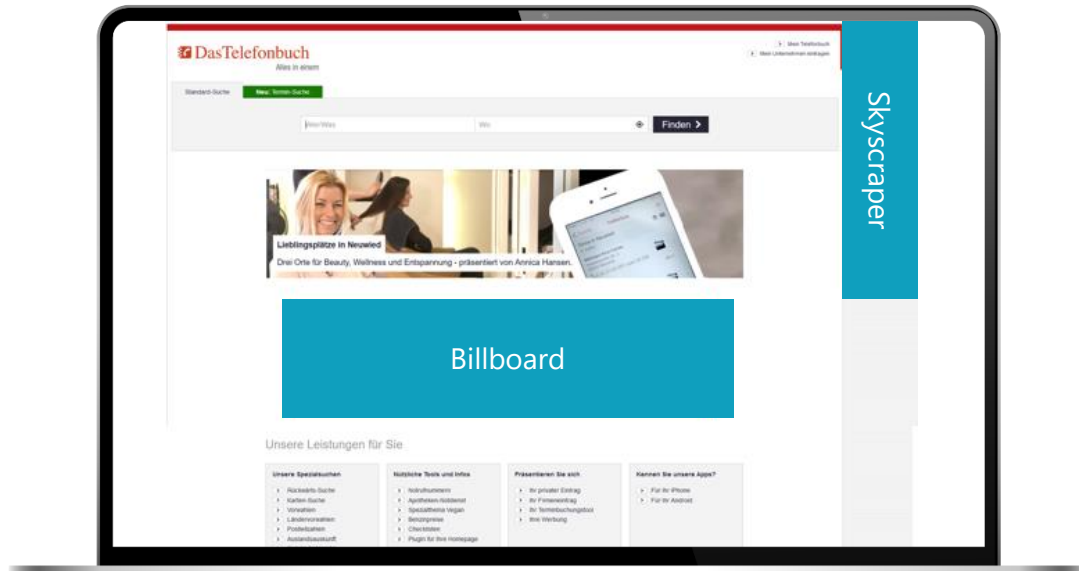 DasTelefonbuch
Alles in einem
Mein Telefonbuch
Mein Unternehmen eintragen
Standard-Suche
Neu: Termin-Suche
Wer/Was
Wo
Finden
Skyscraper
Lieblingsplätze in Neuwied
Drei Orte für Beauty, Wellness und Entspannung - präsentiert von Annica Hansen.
Billboard
Unsere Leistungen für Sie
Unsere Spezialsuchen
Rückwärts-Suche
Karten-Suche
Vorwahlen
Ländervorwahlen
Postleitzahlen
Auslandsauskunft
Nützliche Tools und Infos
Notrufnummern
Apotheken-Notdienst
Spezialthema Vegan
Benzinpreise
Checklisten
Plugin für Ihre Homepage
Präsentieren Sie sich
Ihr privater Eintrag
Ihr Firmeneintrag
Ihr Terminbuchungstool
Ihre Werbung
Kennen Sie unsere Apps?
Für Ihr iPhone
Für Ihr Android